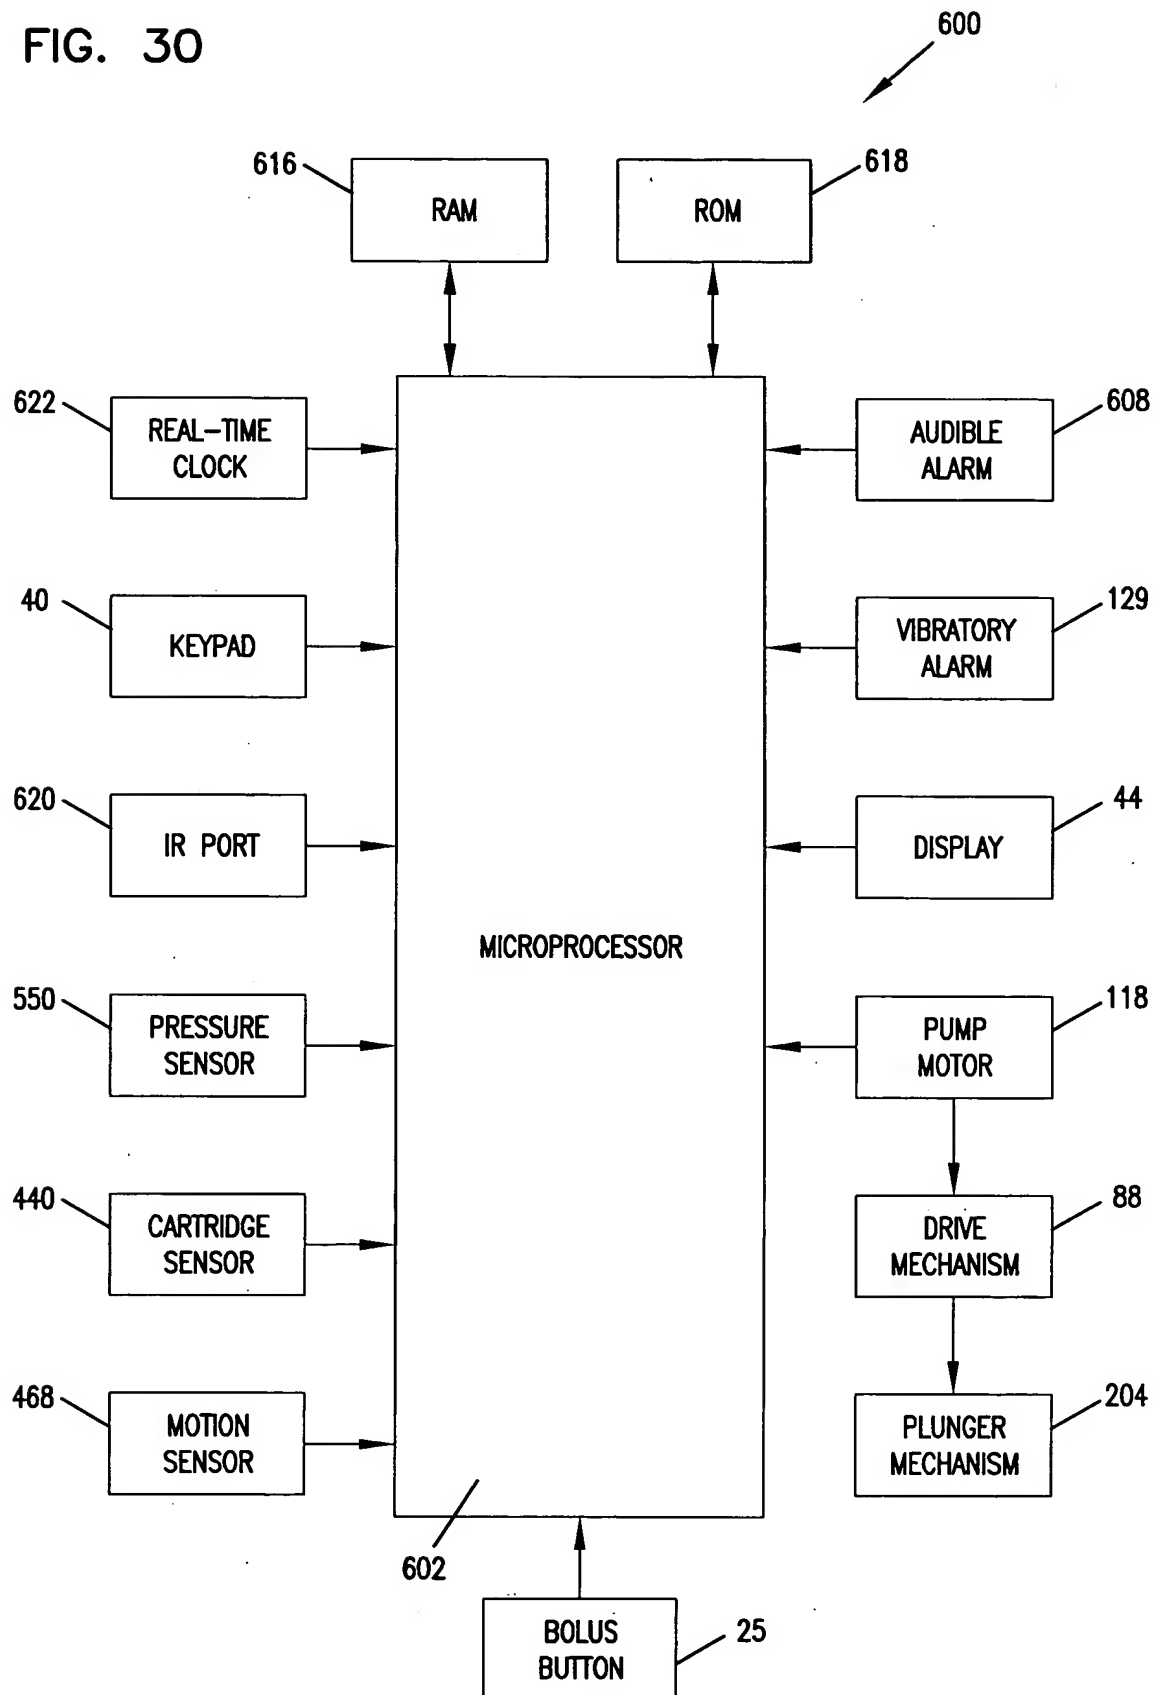 FIG. 30
600
616
RAM
ROM
618
622
REAL-TIME
CLOCK
AUDIBLE
ALARM
608
40
KEYPAD
VIBRATORY
ALARM
129
620
IR PORT
DISPLAY
44
MICROPROCESSOR
550
PRESSURE
SENSOR
PUMP
MOTOR
118
440
CARTRIDGE
SENSOR
DRIVE
MECHANISM
88
468
MOTION
SENSOR
PLUNGER
MECHANISM
204
602
BOLUS
BUTTON
25